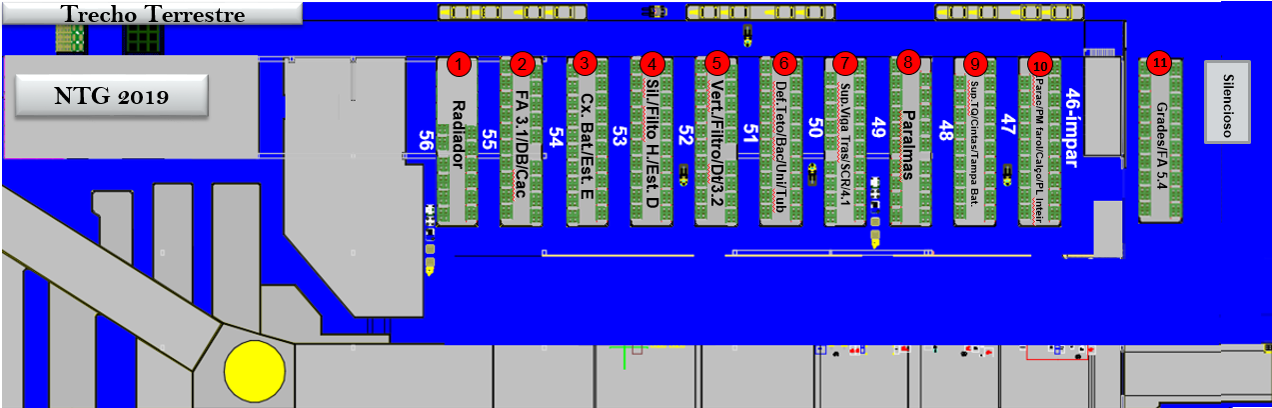 Trecho Terrestre
NTG 2019
1
Radiador
2
FA 3.1/DB/Cac
3
Cx. Bat./Est. E
4
Sil./Filto H./Est. D
5
Vert./Filtro/Dt/3.2
6
Def.Teto/Bac/Uni/Tub
7
Sup.Viga Tras/SCR/4.1
8
Paralmas
9
Sup.TQ/Cintas/Tampa Bat.
10
Parao/PM farol/Calço/PL Inteir
11
Grades/FA 5.4
Silencioso
56
55
54
53
52
51
50
49
48
47
46-ímpar